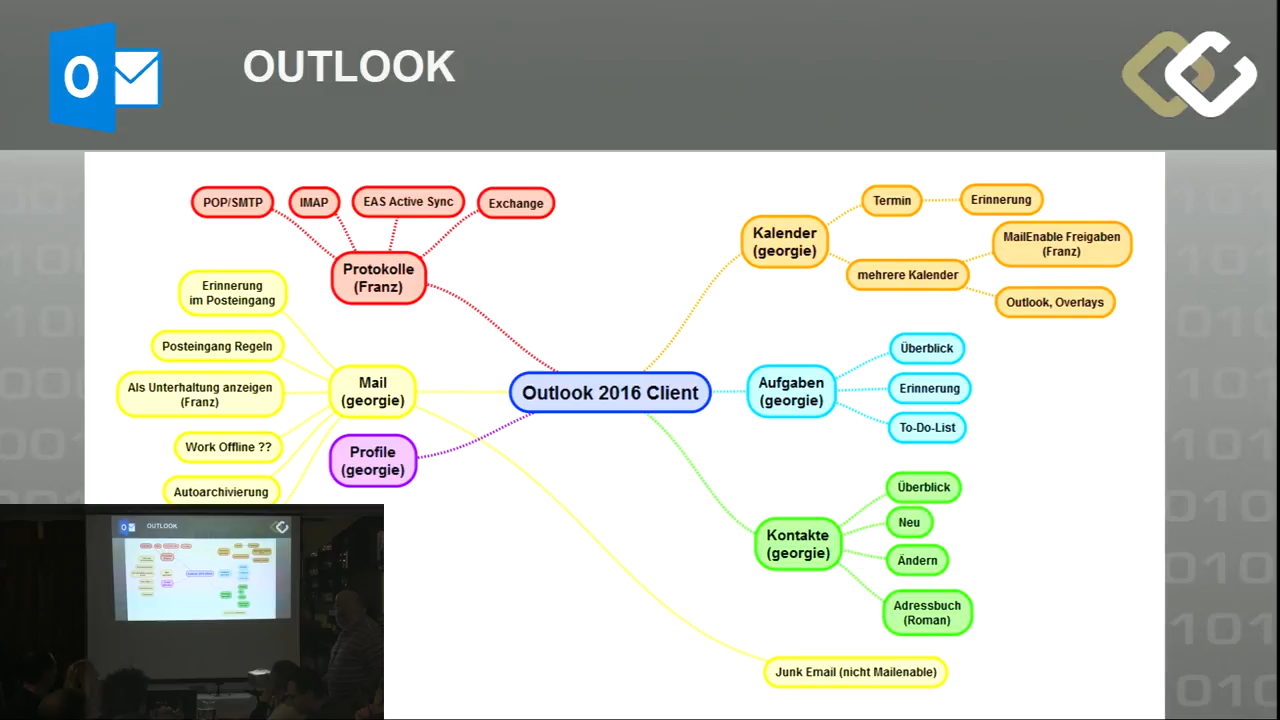 O
OUTLOOK
POP/SMTP
IMAP
EAS Active Sync
Exchange
Protokolle
(Franz)
Erinnerung
im Posteingang
Posteingang Regeln
Als Unterhaltung anzeigen
(Franz)
Work Offline ??
Autoarchivierung
Mail
(georgie)
Profile
(georgie)
Outlook 2016 Client
Kalender
(georgie)
Termin
Erinnerung
mehrere Kalender
MailEnable Freigaben
(Franz)
Outlook, Overlays
Aufgaben
(georgie)
Überblick
Erinnerung
To-Do-List
Kontakte
(georgie)
Überblick
Neu
Ändern
Adressbuch
(Roman)
Junk Email (nicht Mailenable)
OUTLOOK